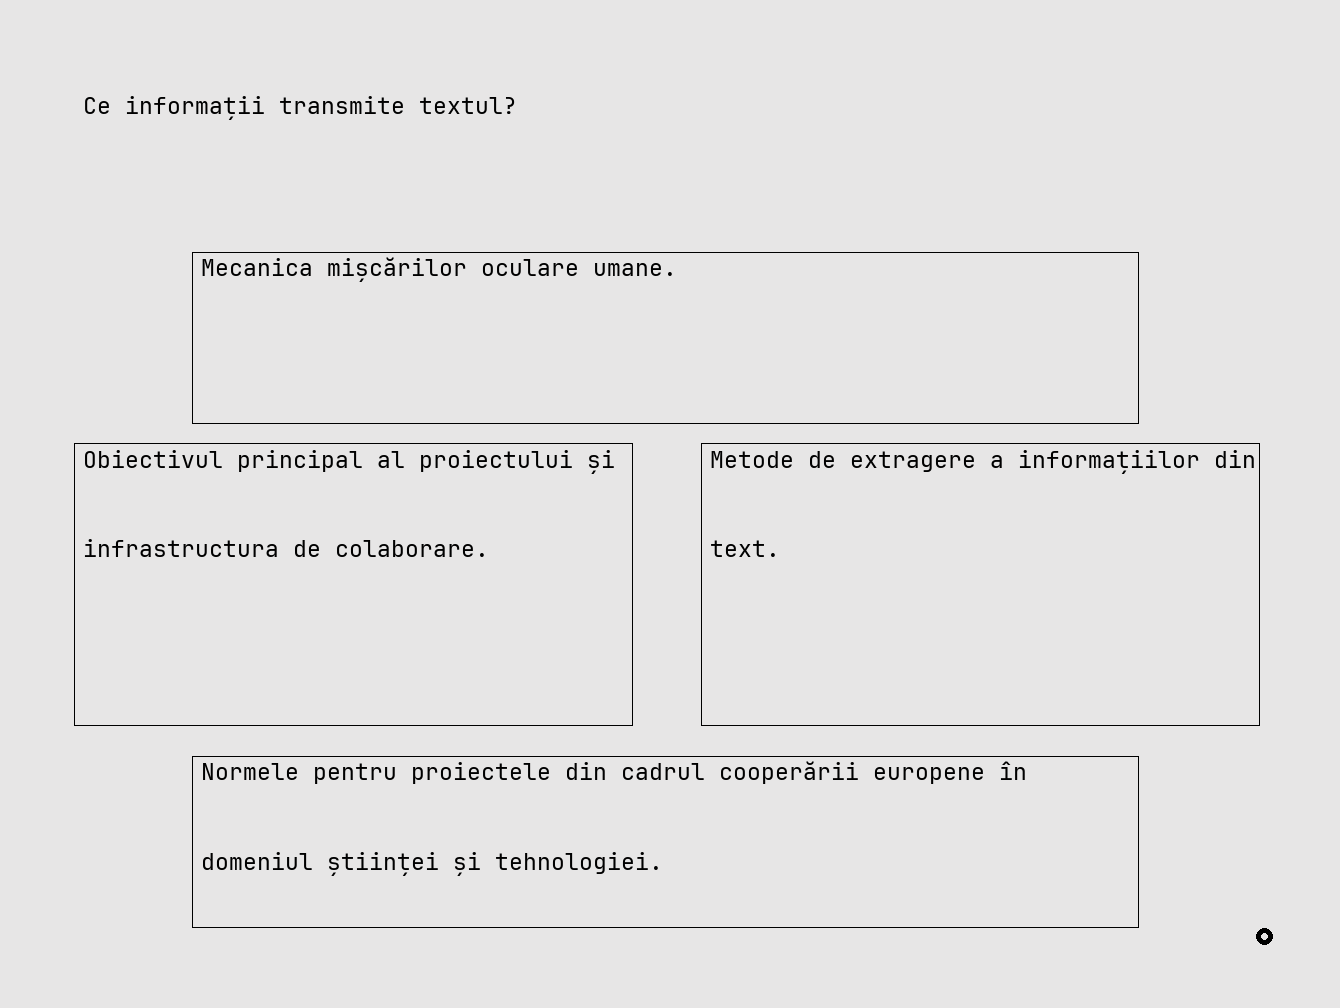 Ce informații transmite textul?
Mecanica mișcărilor oculare umane.
Obiectivul principal al proiectului și
infrastructura de colaborare.
Metode de extragere a informațiilor din
text.
Normele pentru proiectele din cadrul cooperării europene în
domeniul științei și tehnologiei.